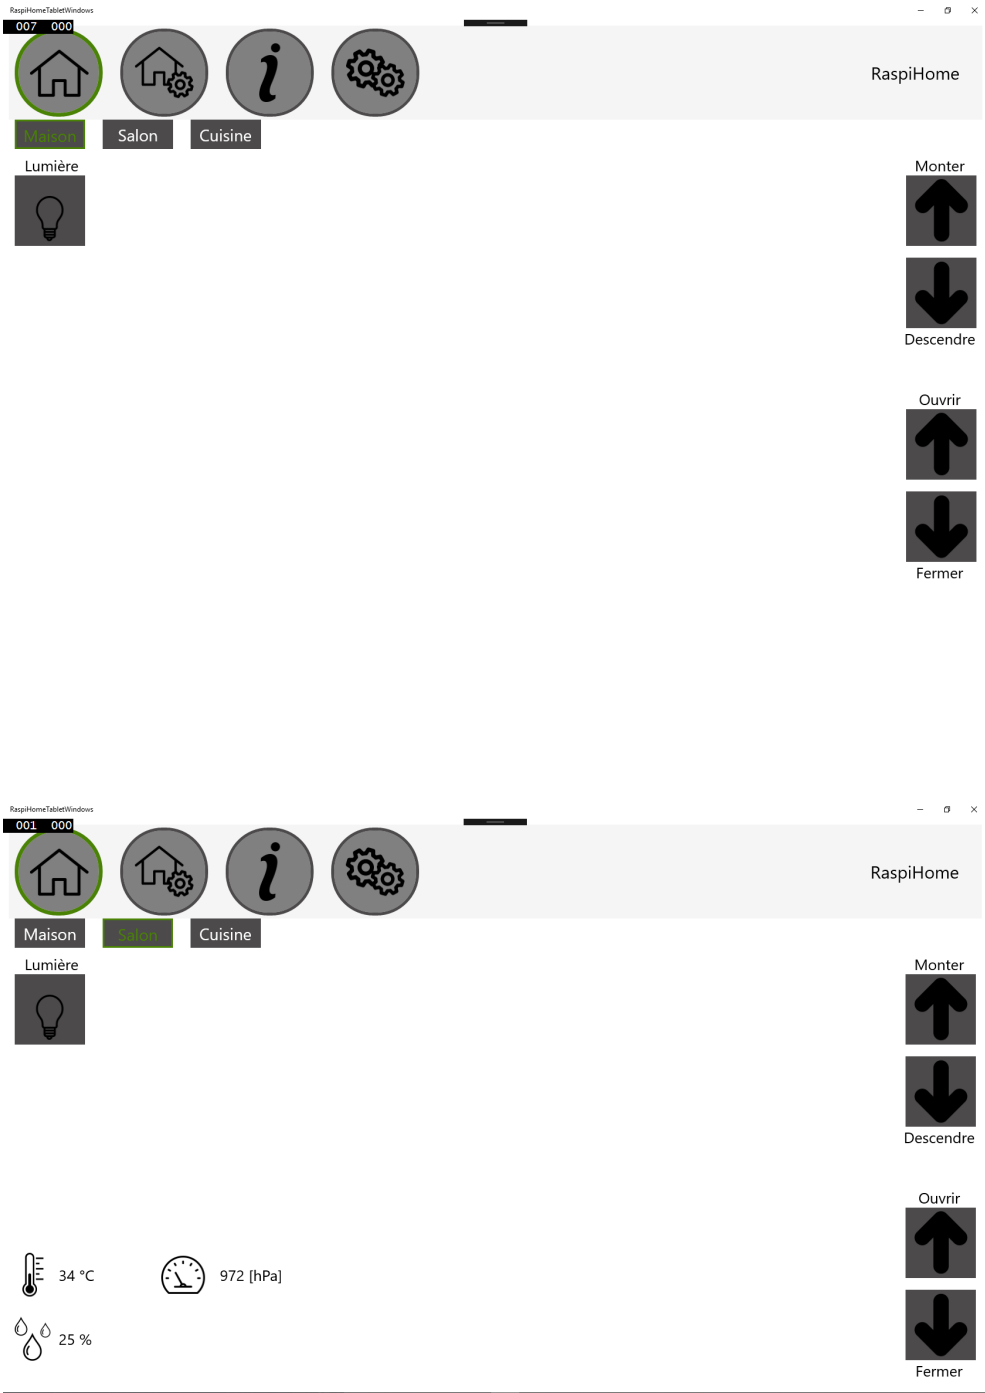 RaspiHomeTabletWindows
007 000
RaspiHome
Maison Salon Cuisine
Lumière Monter
Descendre
Ouvrir
Fermer
RaspiHomeTabletWindows
001 000
RaspiHome
Maison Salon Cuisine
Lumière Monter
Descendre
Ouvrir
34 °C 972 [hPa]
25 %
Fermer